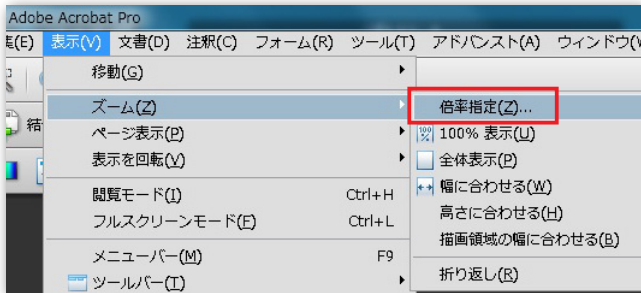 Adobe Acrobat Pro
集(E) 表示(V) 文書(D) 注釈(C) フォーム(R) ツール(T) アドバンスト(A) ウィンドウ(V
移動(G)
ズーム(Z) 倍率指定(Z)...
結 ページ表示(P) 100% 表示(U)
表示を回転(V) 全体表示(P)
閲覧モード(I) Ctrl+H 幅に合わせる(W)
フルスクリーンモード(F) Ctrl+L 高さに合わせる(H)
描画領域の幅に合わせる(B)
メニューバー(M) F9
ツールバー(T) 折り返し(R)